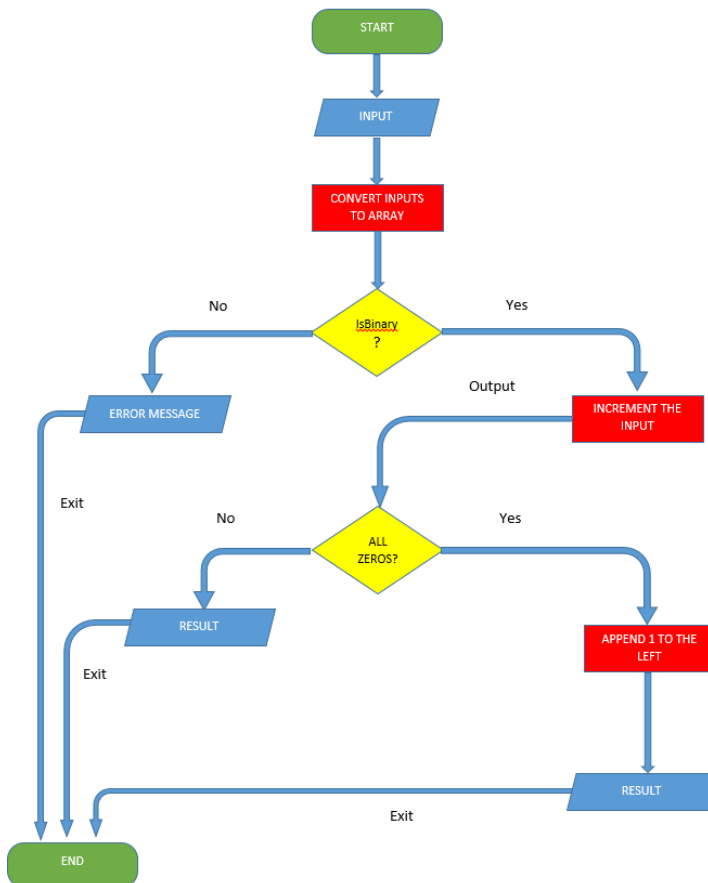 START
INPUT
CONVERT INPUTS
TO ARRAY
No
Yes
IsBinary
?
Output
ERROR MESSAGE
INCREMENT THE
INPUT
Exit
No
Yes
ALL
ZEROS?
RESULT
APPEND 1 TO THE
LEFT
Exit
RESULT
Exit
END